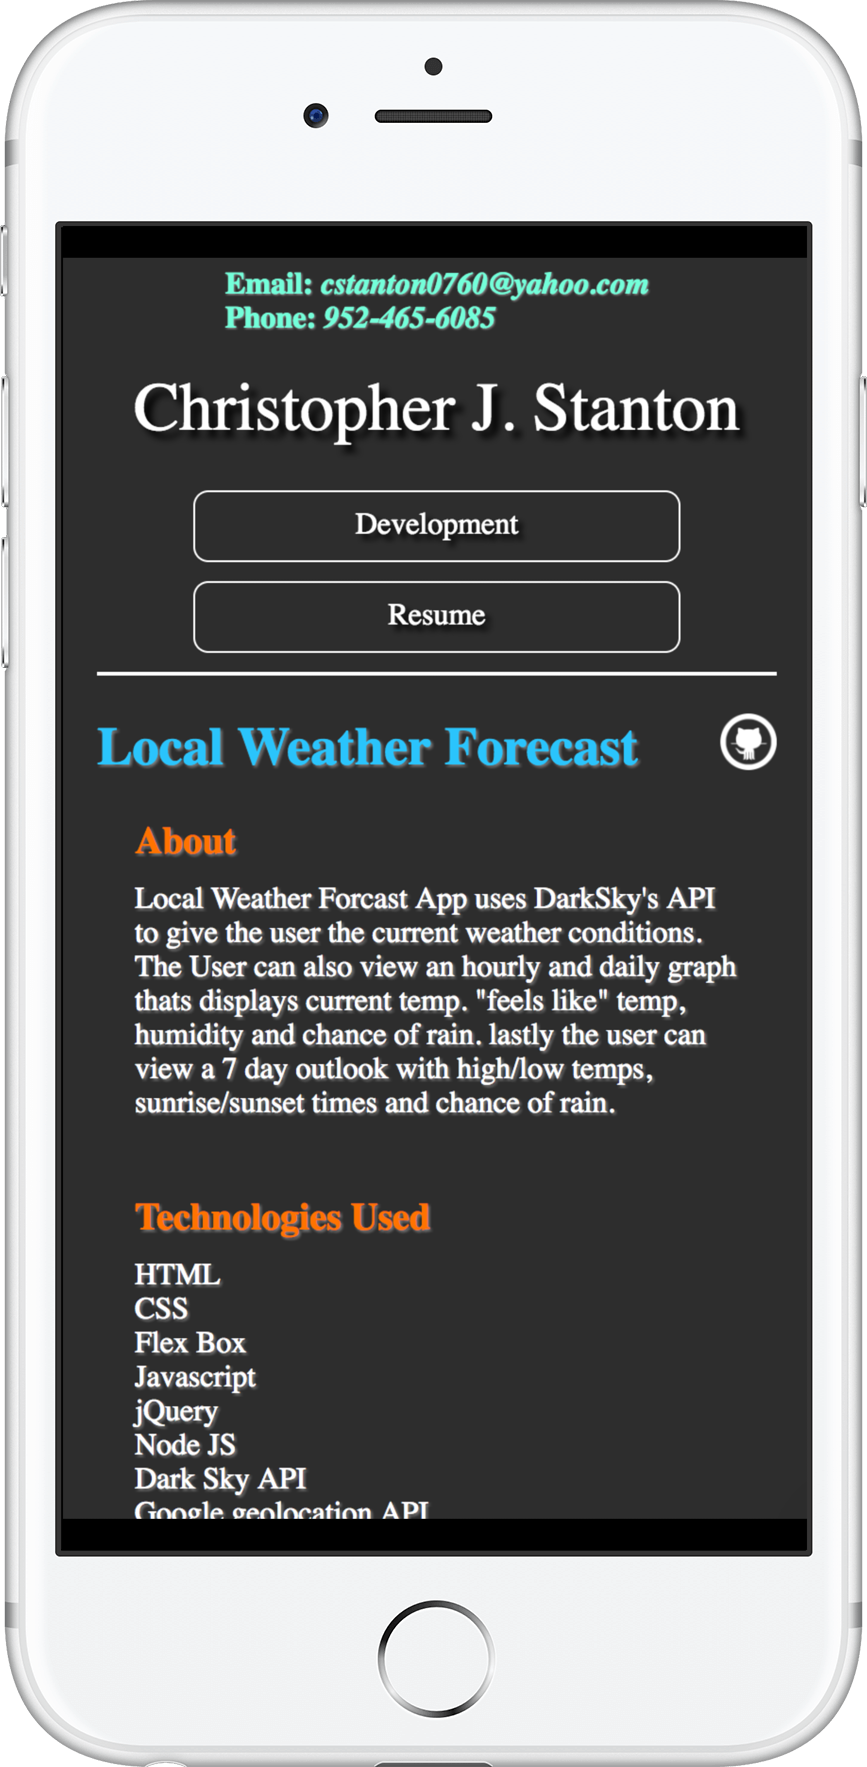 Email: cstanton0760@yahoo.com
Phone: 952-465-6085
Christopher J. Stanton
Development
Resume
Local Weather Forecast
About
Local Weather Forcast App uses DarkSky's API
to give the user the current weather conditions.
The User can also view an hourly and daily graph
thats displays current temp. "feels like" temp,
humidity and chance of rain. lastly the user can
view a 7 day outlook with high/low temps,
sunrise/sunset times and chance of rain.
Technologies Used
HTML
CSS
Flex Box
Javascript
jQuery
Node JS
Dark Sky API
Google geolocation API